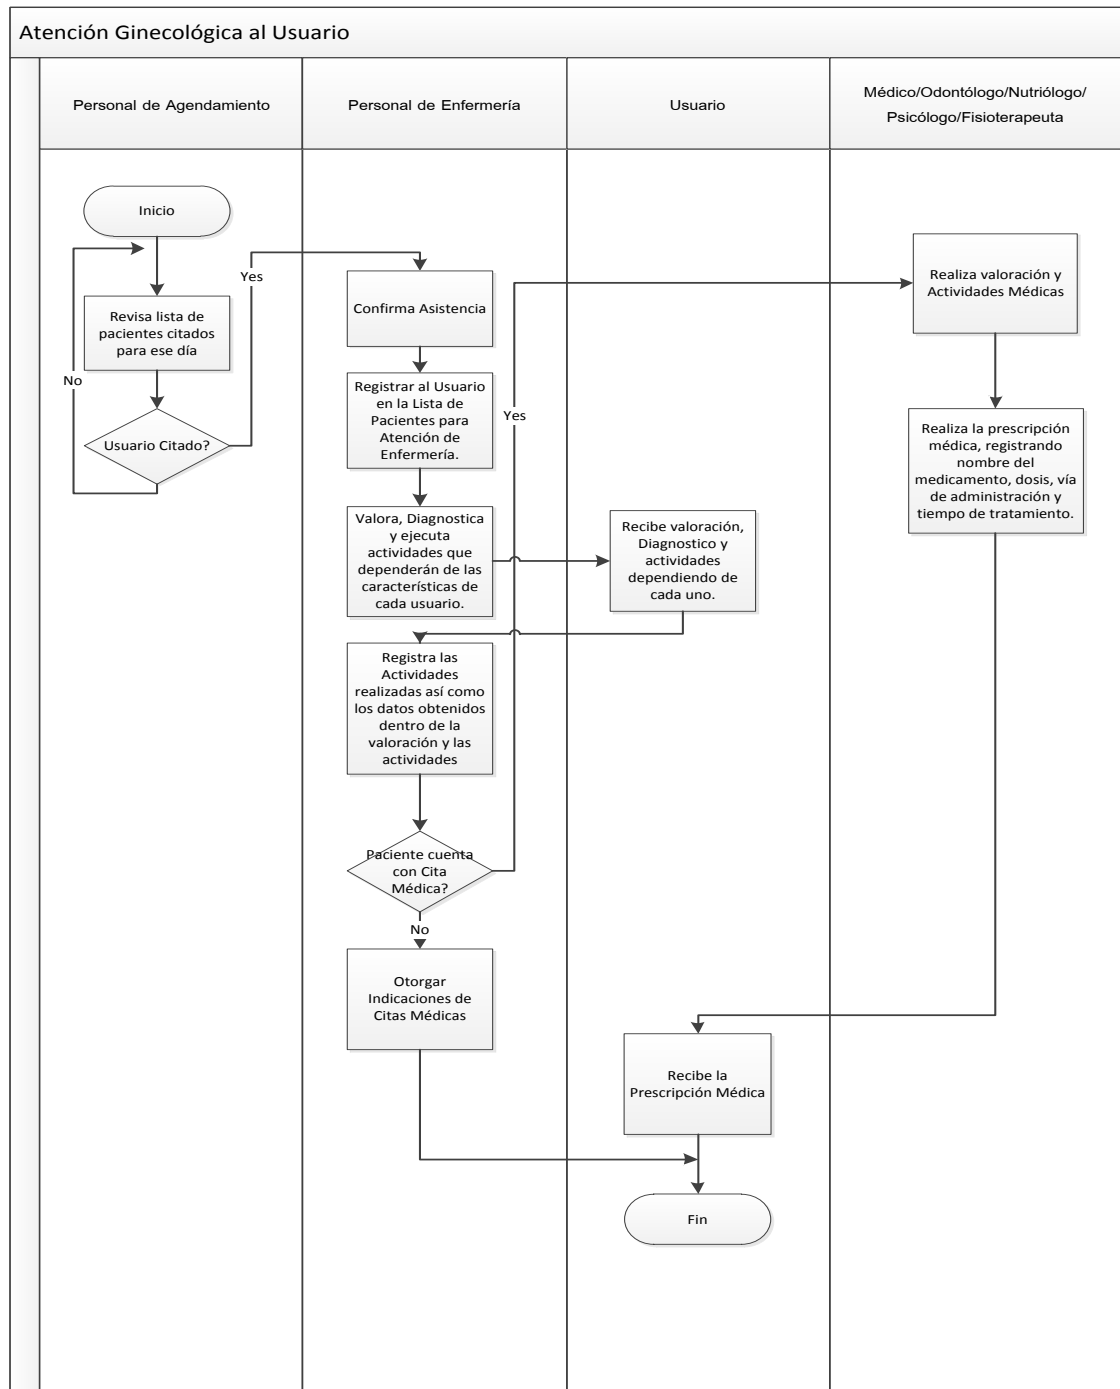 Atención Ginecológica al Usuario
Personal de Agendamiento
Personal de Enfermería
Usuario
Médico/Odontólogo/Nutriólogo/
Psicólogo/Fisioterapeuta
Inicio
Revisa lista de
pacientes citados
para ese día
No
Usuario Citado?
Yes
Confirma Asistencia
Registrar al Usuario
en la Lista de
Pacientes para
Atención de
Enfermería.
Valora, Diagnostica
y ejecuta
actividades que
dependerán de las
características de
cada usuario.
Recibe valoración,
Diagnostico y
actividades
dependiendo de
cada uno.
Registra las
Actividades
realizadas así como
los datos obtenidos
dentro de la
valoración y las
actividades
Paciente cuenta
con Cita
Médica?
Yes
No
Otorgar
Indicaciones de
Citas Médicas
Realiza valoración y
Actividades Médicas
Realiza la prescripción
médica, registrando
nombre del
medicamento, dosis, vía
de administración y
tiempo de tratamiento.
Recibe la
Prescripción Médica
Fin